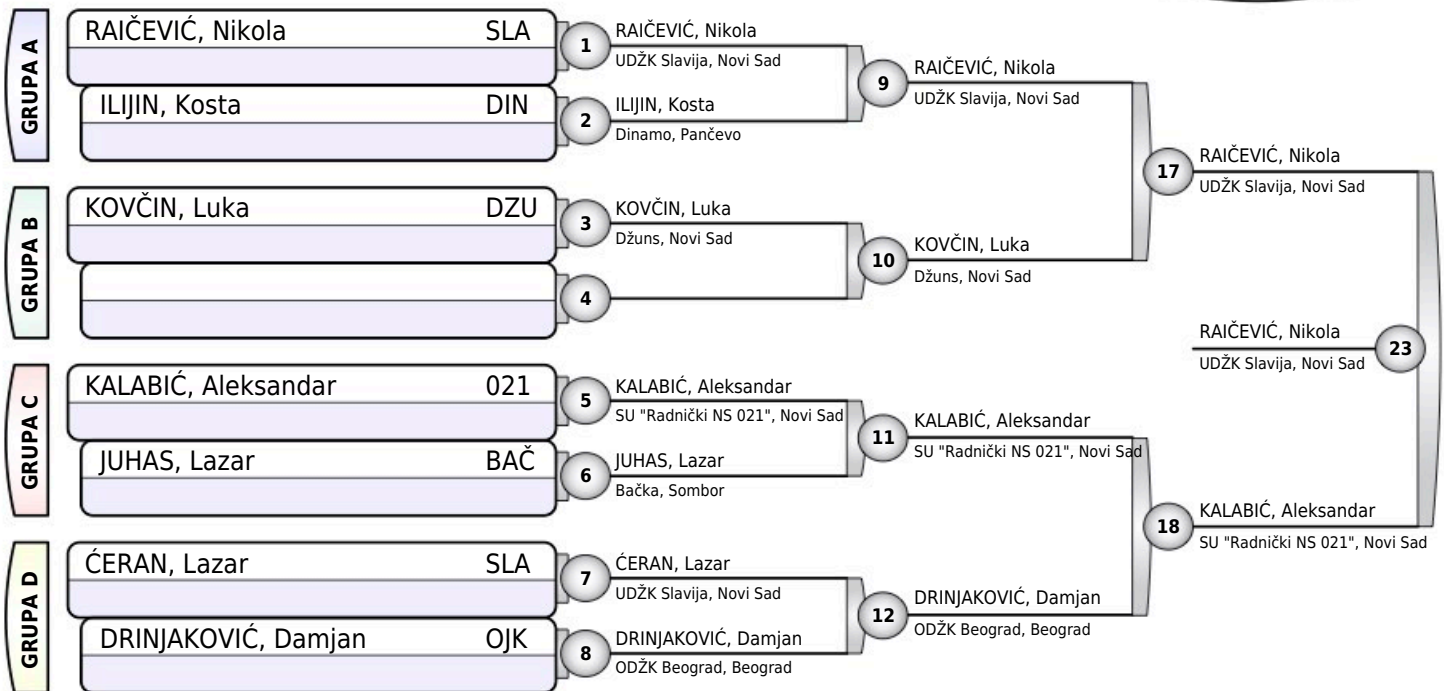 GRUPA A
RAIČEVIĆ, Nikola SLA
ILIJIN, Kosta DIN
1
RAIČEVIĆ, Nikola
UDŽK Slavija, Novi Sad
2
ILIJIN, Kosta
Dinamo, Pančevo
9
RAIČEVIĆ, Nikola
UDŽK Slavija, Novi Sad
GRUPA B
KOVČIN, Luka DZU
3
KOVČIN, Luka
Džuns, Novi Sad
4
10
KOVČIN, Luka
Džuns, Novi Sad
17
RAIČEVIĆ, Nikola
UDŽK Slavija, Novi Sad
GRUPA C
KALABIĆ, Aleksandar 021
JUHAS, Lazar BAČ
5
KALABIĆ, Aleksandar
SU "Radnički NS 021", Novi Sad
6
JUHAS, Lazar
Bačka, Sombor
11
KALABIĆ, Aleksandar
SU "Radnički NS 021", Novi Sad
GRUPA D
ĆERAN, Lazar SLA
DRINJAKOVIĆ, Damjan OJK
7
ĆERAN, Lazar
UDŽK Slavija, Novi Sad
8
DRINJAKOVIĆ, Damjan
ODŽK Beograd, Beograd
12
DRINJAKOVIĆ, Damjan
ODŽK Beograd, Beograd
18
KALABIĆ, Aleksandar
SU "Radnički NS 021", Novi Sad
RAIČEVIĆ, Nikola
UDŽK Slavija, Novi Sad
23